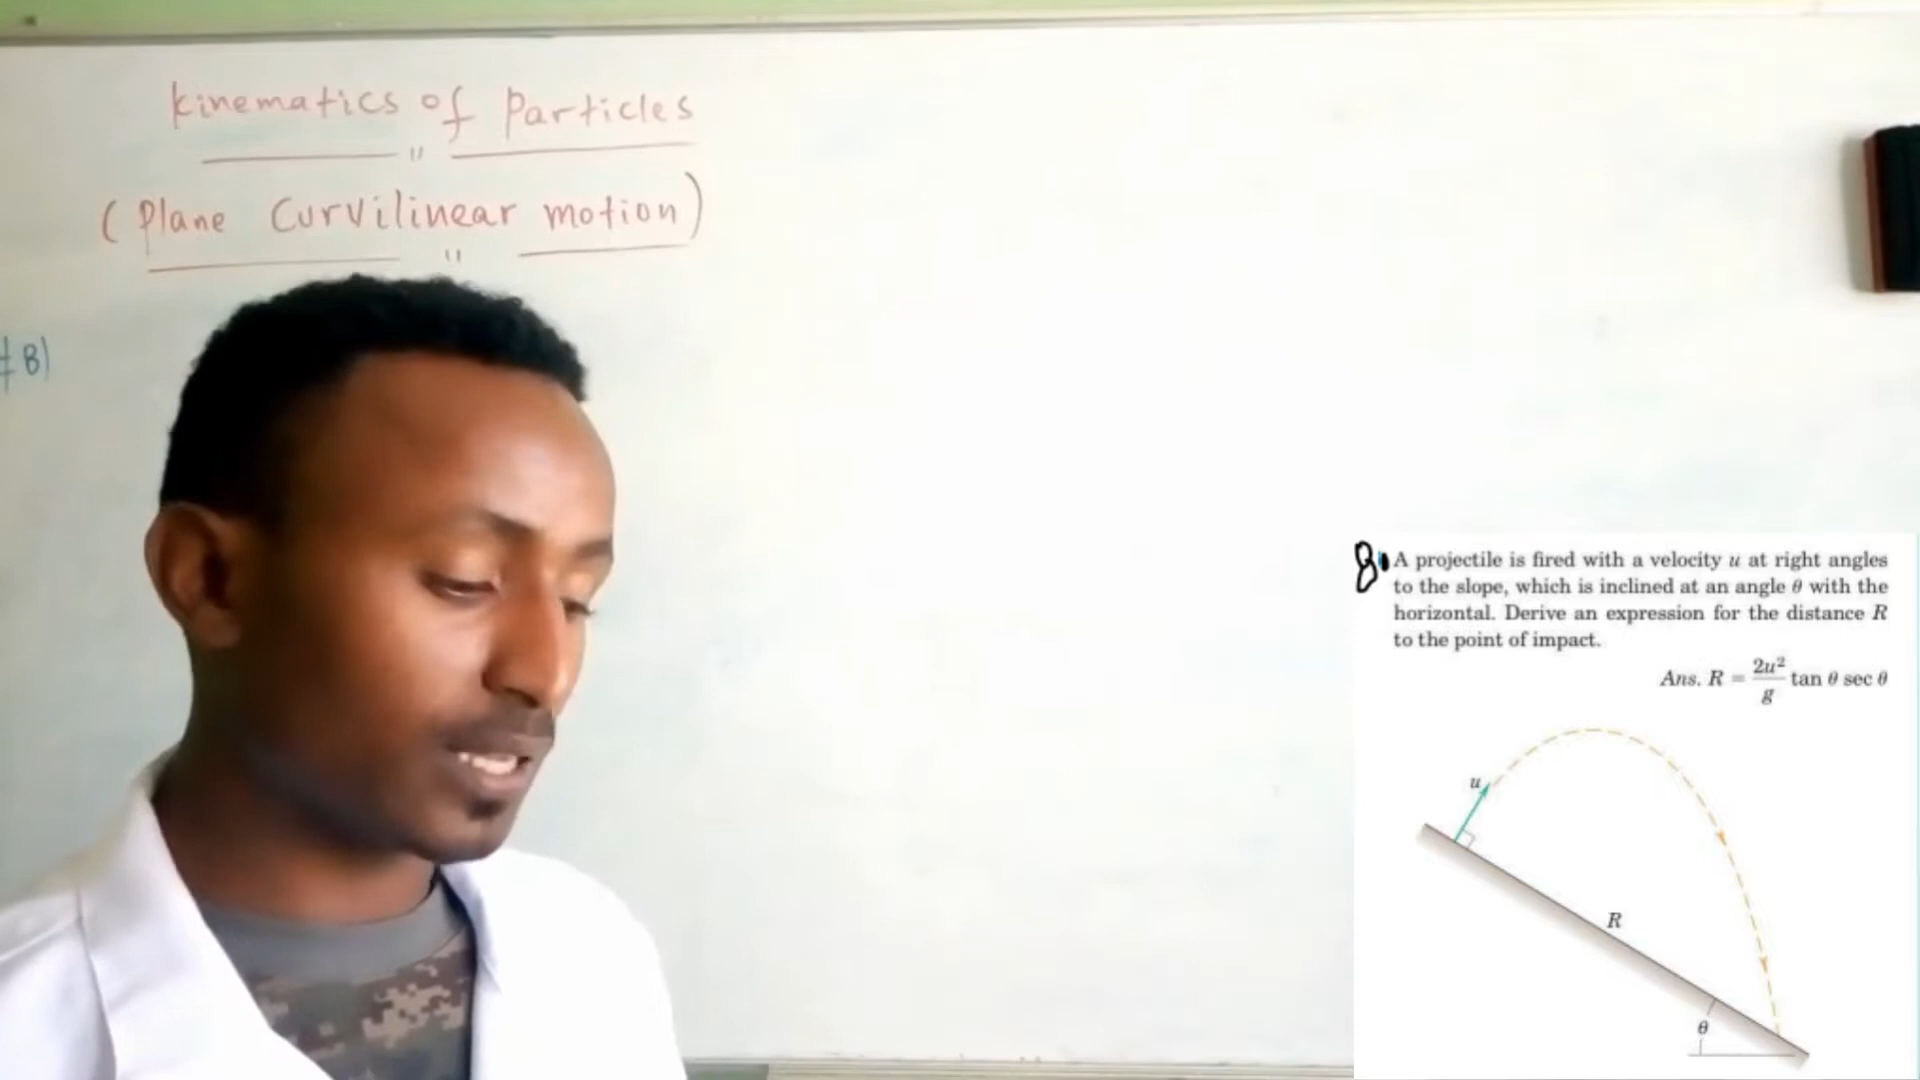 kinematics of Particles
(Plane Curvilinear motion)
#8)
8. A projectile is fired with a velocity u at right angles
to the slope, which is inclined at an angle θ with the
horizontal. Derive an expression for the distance R
to the point of impact.
Ans. R = 2u²/g tan θ sec θ
u
R
θ